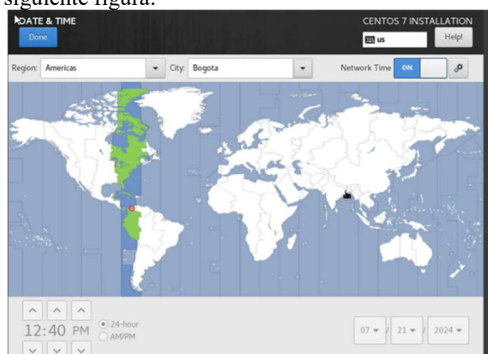 siguiente figura:
DATE & TIME
CENTOS 7 INSTALLATION
Done
us
Help!
Region: Americas
City: Bogota
Network Time ON
12:40 PM
24-hour
AM/PM
07 / 21 / 2024